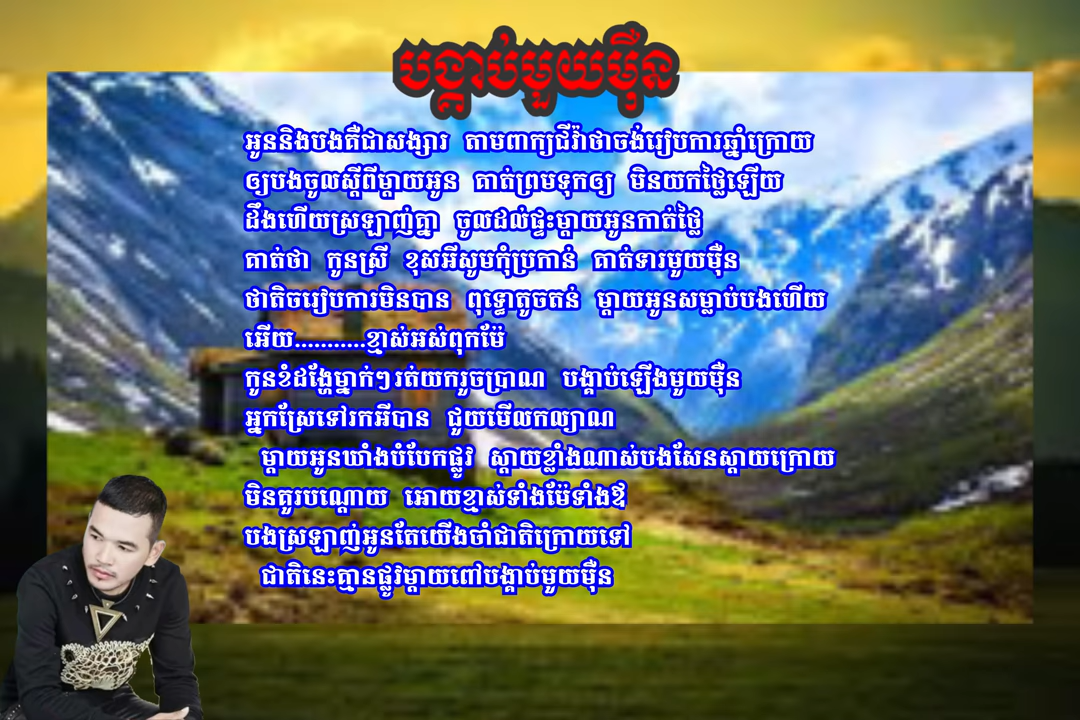 បង្គាប់មួយម៉ឺន
អូននិងបងគឺជាសង្សារ តាមពាក្យជីវ៉ាថាចង់រៀបការឆ្នាំក្រោយ
ឲ្យបងចូលស្ដីពីម្ដាយអូន គាត់ព្រមទុកឲ្យ មិនយកថ្លៃឡើយ
ដឹងហើយស្រឡាញ់គ្នា ចូលដល់ផ្ទះម្ដាយអូនកាត់ថ្លៃ
គាត់ថា កូនស្រី ខុសអីសូមកុំប្រកាន់ គាត់ទារមួយម៉ឺន
ថាតិចរៀបការមិនបាន ពុទ្ធោតូចតន់ ម្ដាយអូនសម្លាប់បងហើយ
អើយ...........ខ្មាស់អស់ពុកម៉ែ
កូនខំដង្ហែម្នាក់ៗរត់យករួចប្រាណ បង្គាប់ឡើងមួយម៉ឺន
អ្នកស្រែទៅរកអីបាន ជួយមើលកល្យាណ
ម្ដាយអូនឃាំងបំបែកផ្លូវ ស្ដាយខ្លាំងណាស់បងសែនស្ដាយក្រោយ
មិនគួរបណ្ដោយ អោយខ្មាស់ទាំងម៉ែទាំងឪ
បងស្រឡាញ់អូនតែយើងចាំជាតិក្រោយទៅ
ជាតិនេះគ្មានផ្លូវម្ដាយពៅបង្គាប់មួយម៉ឺន